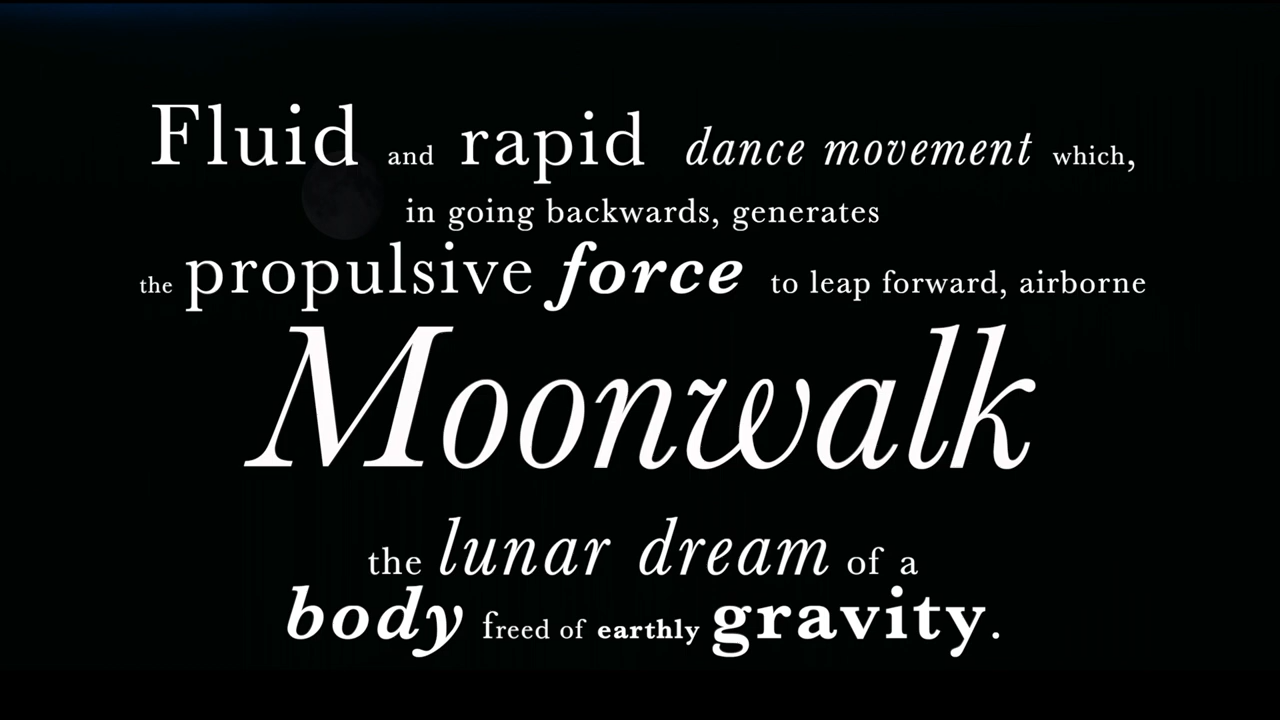 Fluid and rapid dance movement which,
in going backwards, generates
the propulsive force to leap forward, airborne
Moonwalk
the lunar dream of a
body freed of earthly gravity.